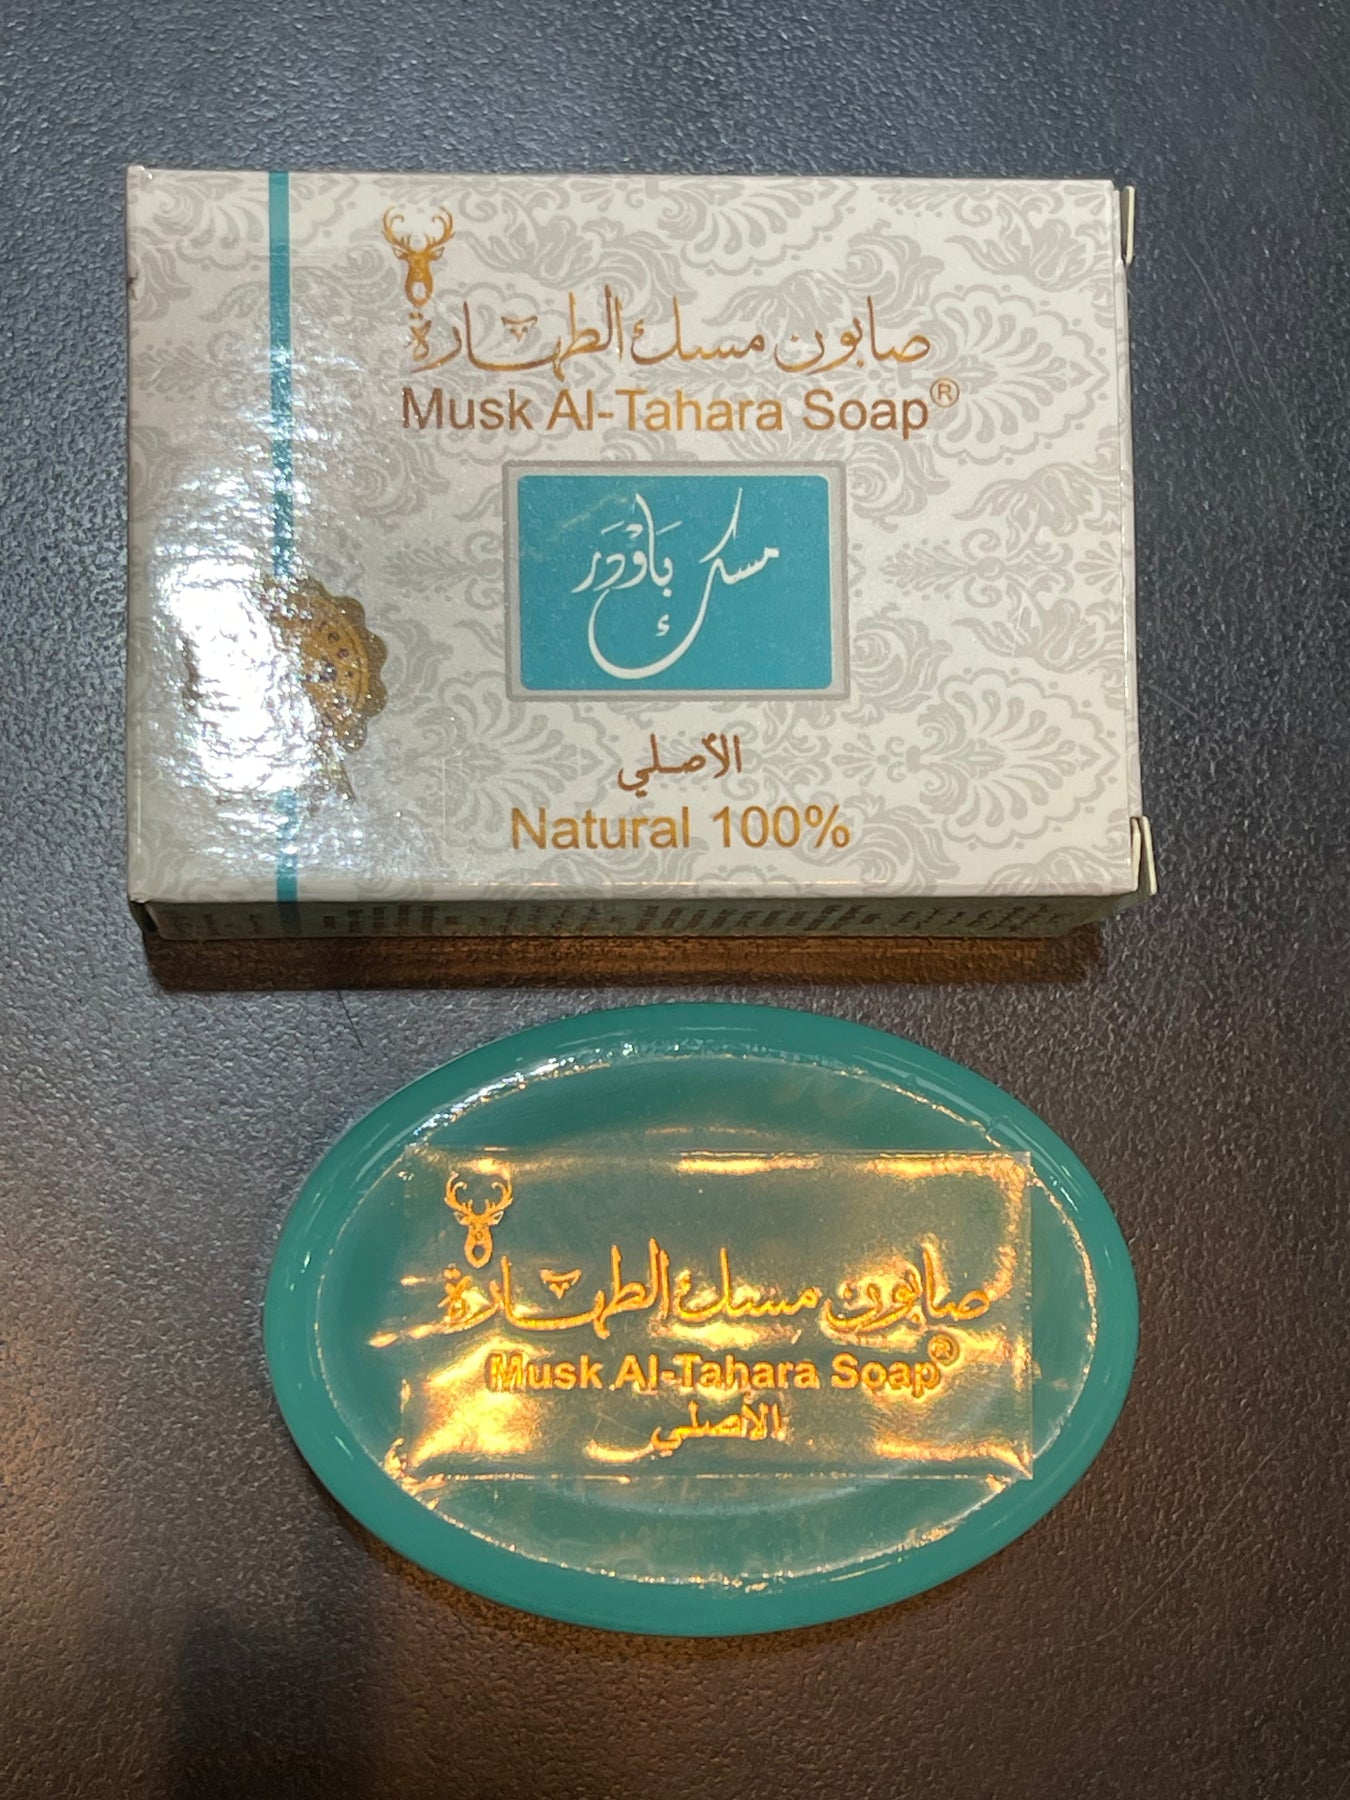 صابون مسك الطهارة
Musk Al-Tahara Soap®
مسك باودر
الأصلي
Natural 100%
صابون مسك الطهارة
Musk Al-Tahara Soap®
الأصلي